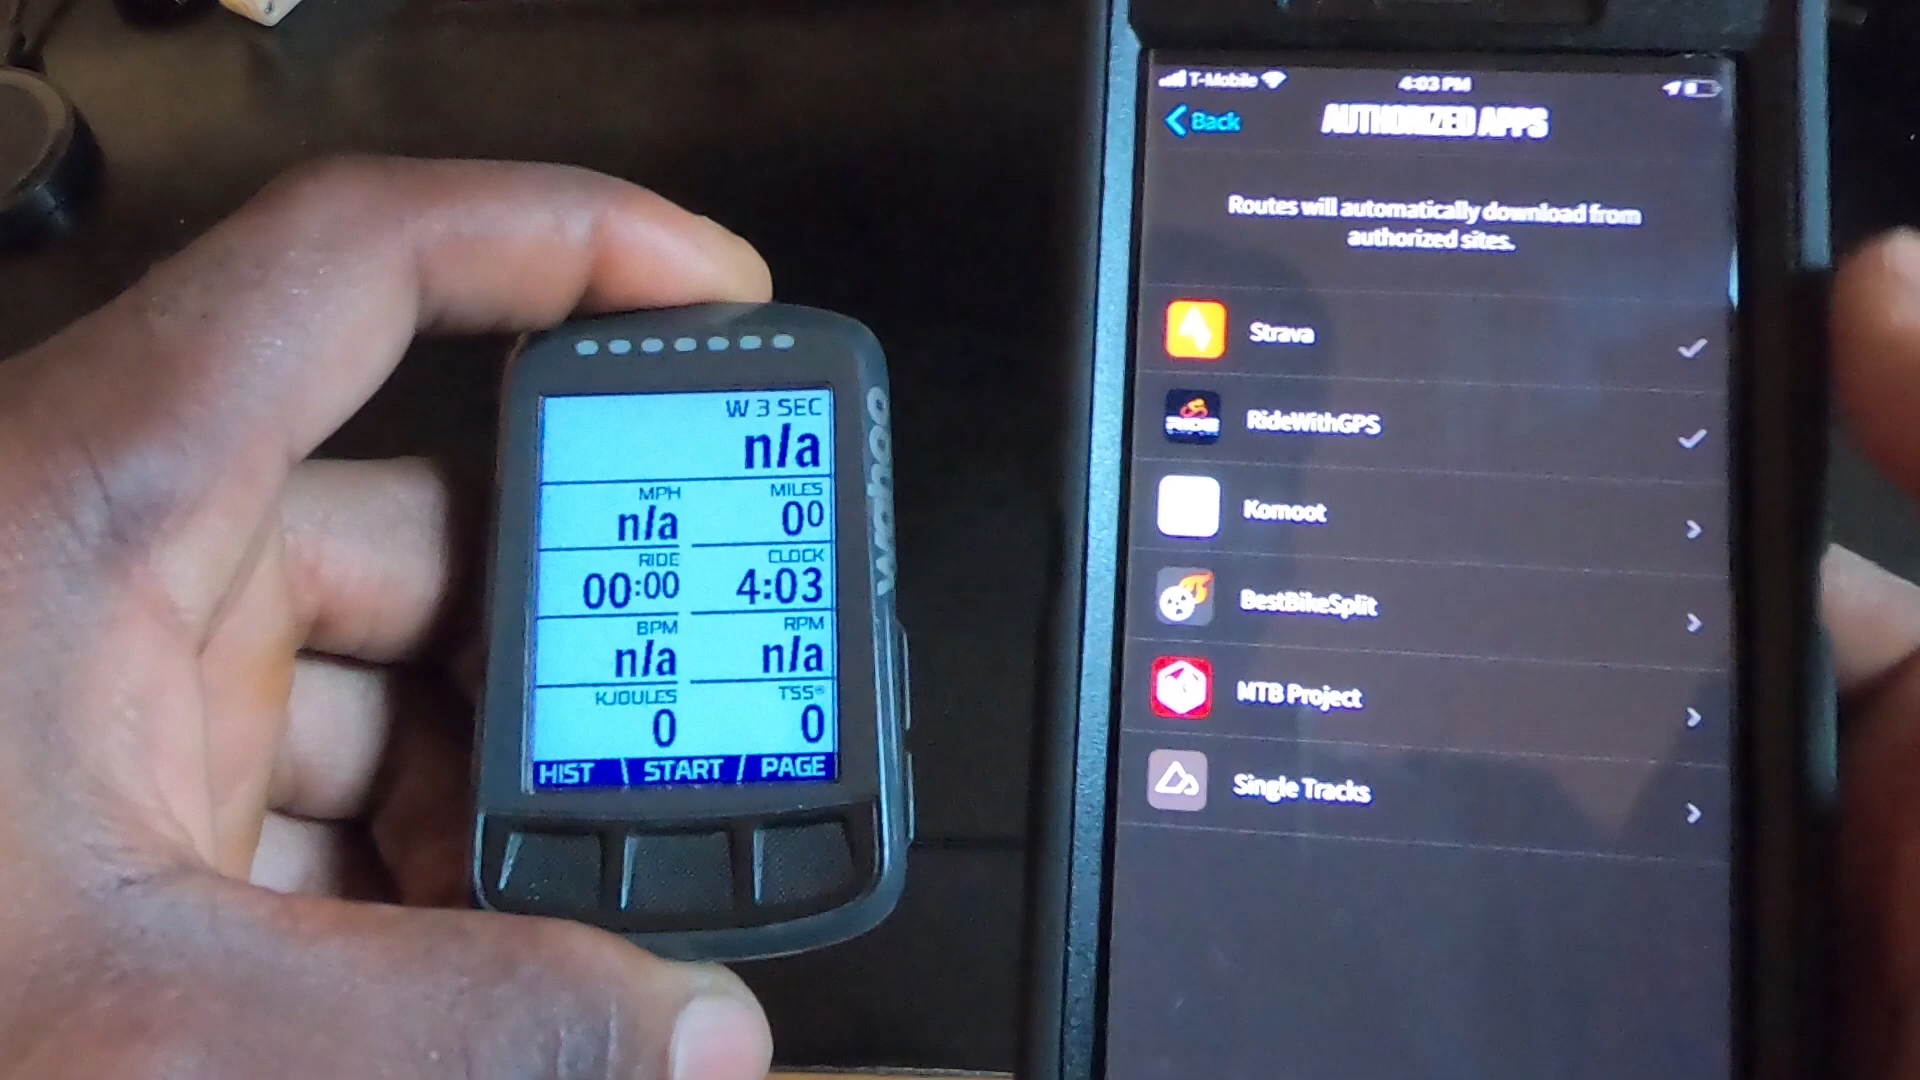 W 3 SEC
n/a
MPH
MILES
n/a
00
RIDE
CLOCK
00:00
4:03
BPM
RPM
n/a
n/a
KJOULES
TSS®
0
0
HIST \ START / PAGE
wahoo
T-Mobile
4:03 PM
Back
AUTHORIZED APPS
Routes will automatically download from
authorized sites.
Strava
RIDE
RideWithGPS
Komoot
BestBikeSplit
MTB Project
Single Tracks